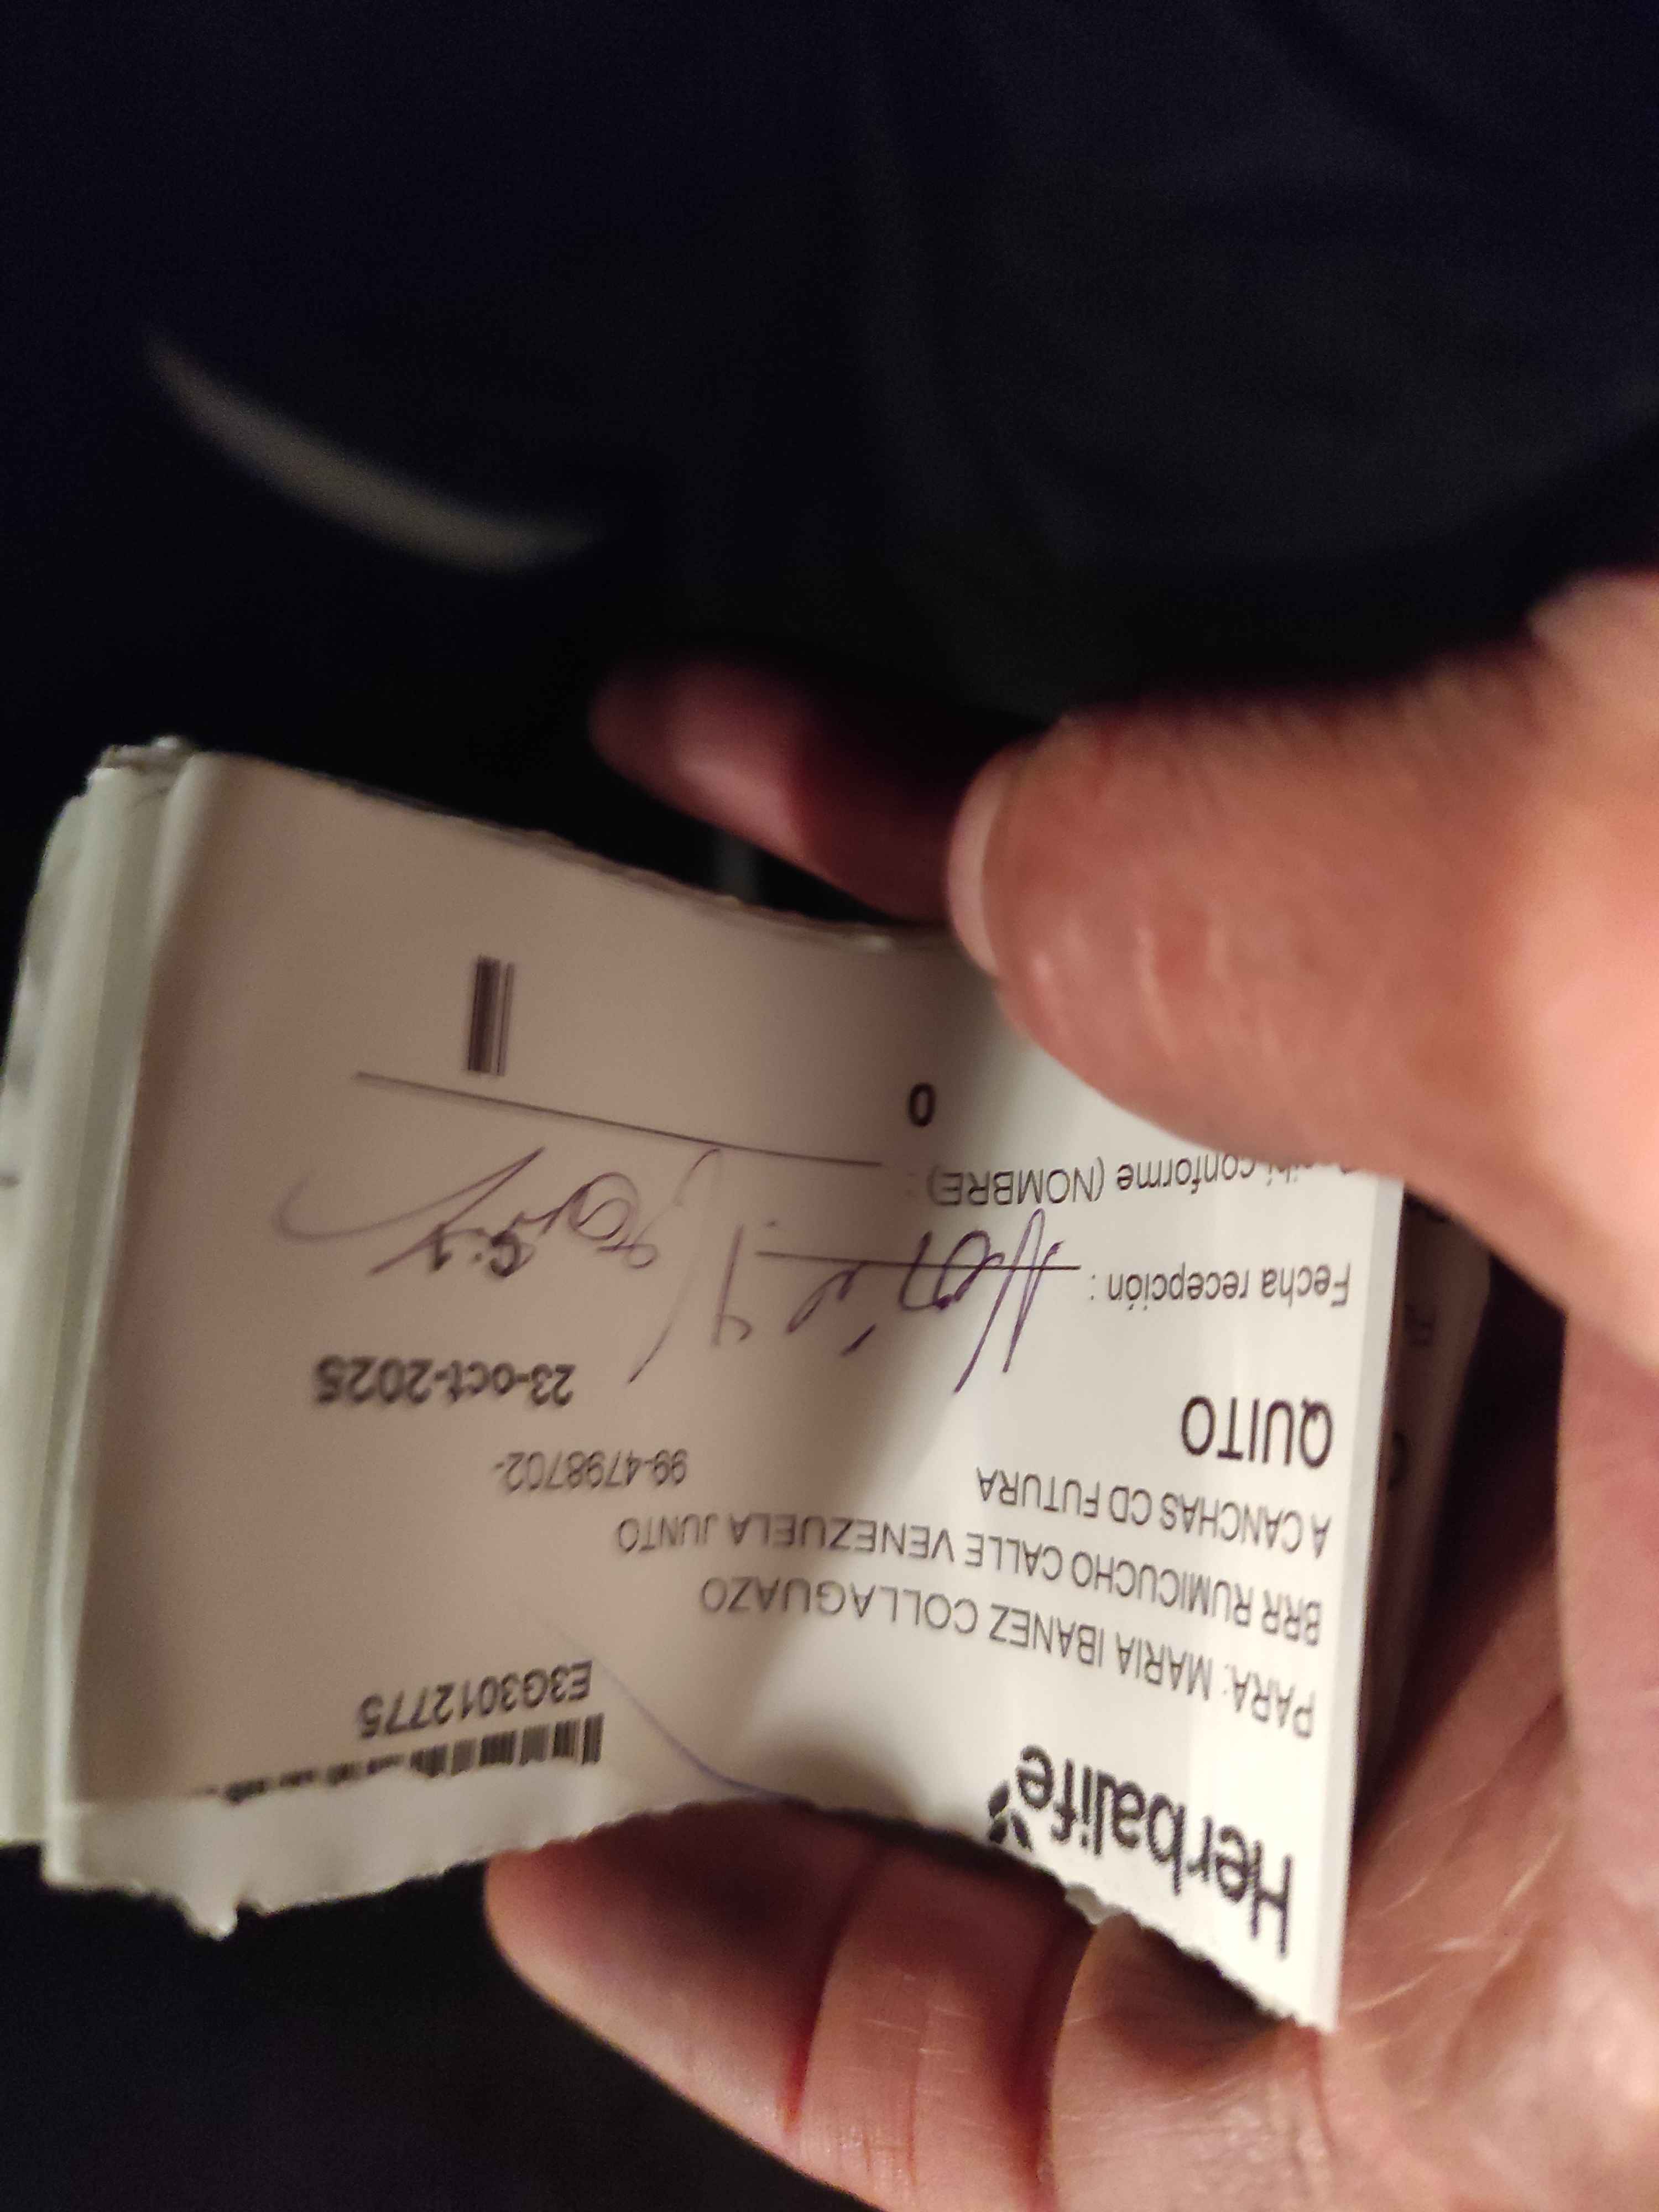 Herbalife
E3G3012775
PARA: MARIA IBANEZ COLLAGUAZO
BRR RUMICUCHO CALLE VENEZUELA JUNTO
A CANCHAS CD FUTURA
99-4798702-
QUITO
23-oct-2025
Fecha recepción :
conforme (NOMBRE) :
0